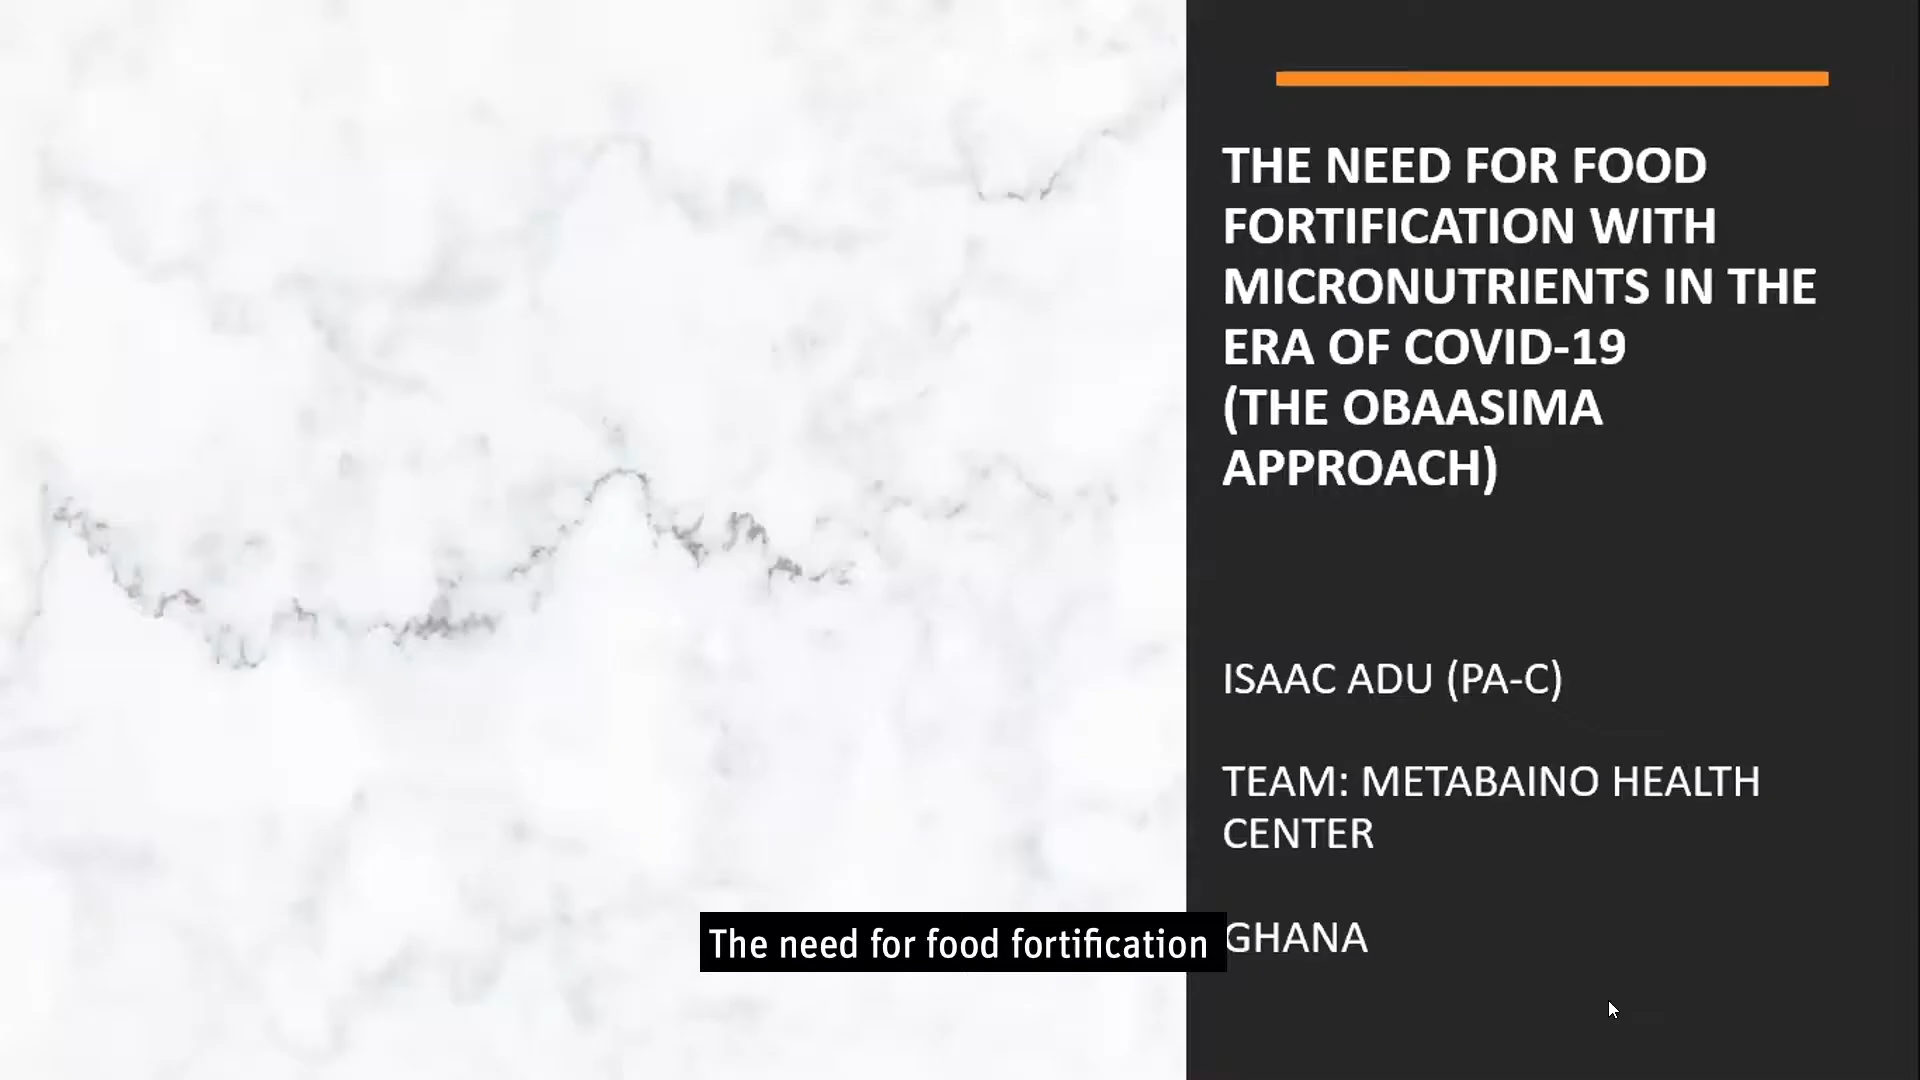 THE NEED FOR FOOD
FORTIFICATION WITH
MICRONUTRIENTS IN THE
ERA OF COVID-19
(THE OBAASIMA
APPROACH)
ISAAC ADU (PA-C)
TEAM: METABAINO HEALTH
CENTER
GHANA
The need for food fortification